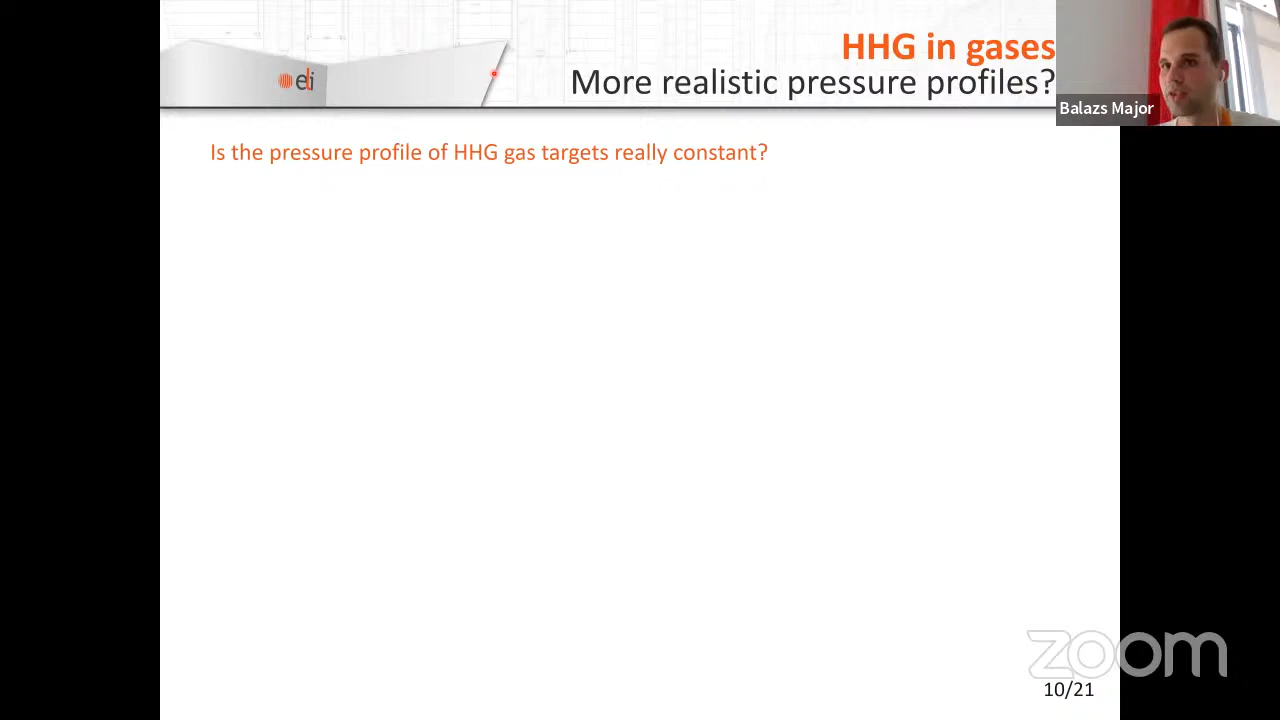 HHG in gases
eli
More realistic pressure profiles?
Balazs Major
Is the pressure profile of HHG gas targets really constant?
zoom
10/21